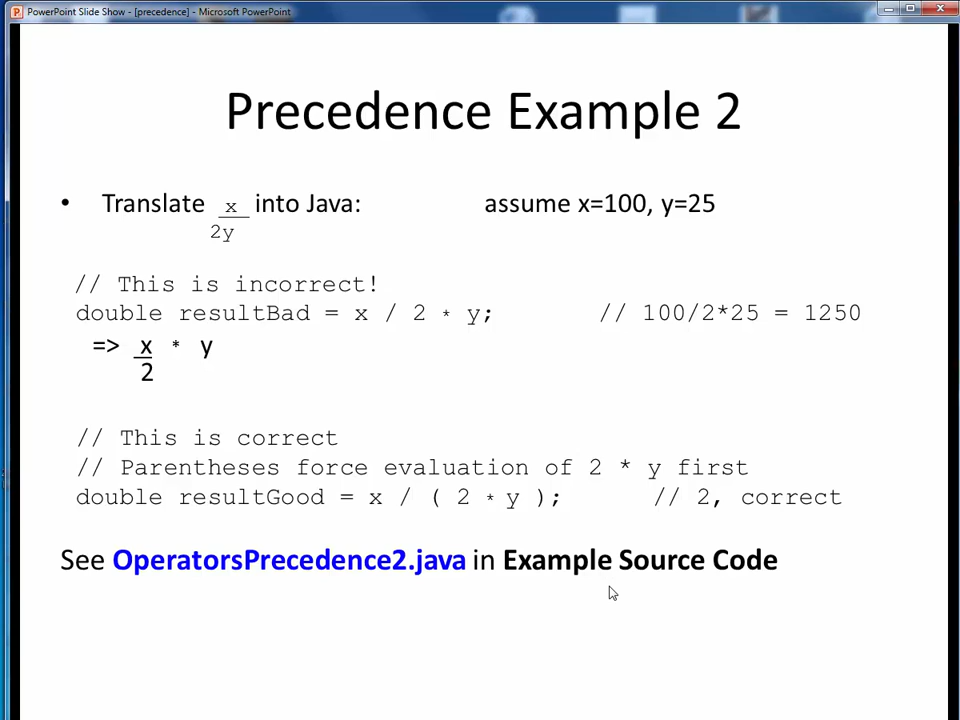 PowerPoint Slide Show - [precedence] - Microsoft PowerPoint
Precedence Example 2
• Translate x into Java: assume x=100, y=25
2y
// This is incorrect!
double resultBad = x / 2 * y; // 100/2*25 = 1250
=> x * y
2
// This is correct
// Parentheses force evaluation of 2 * y first
double resultGood = x / ( 2 * y ); // 2, correct
See OperatorsPrecedence2.java in Example Source Code